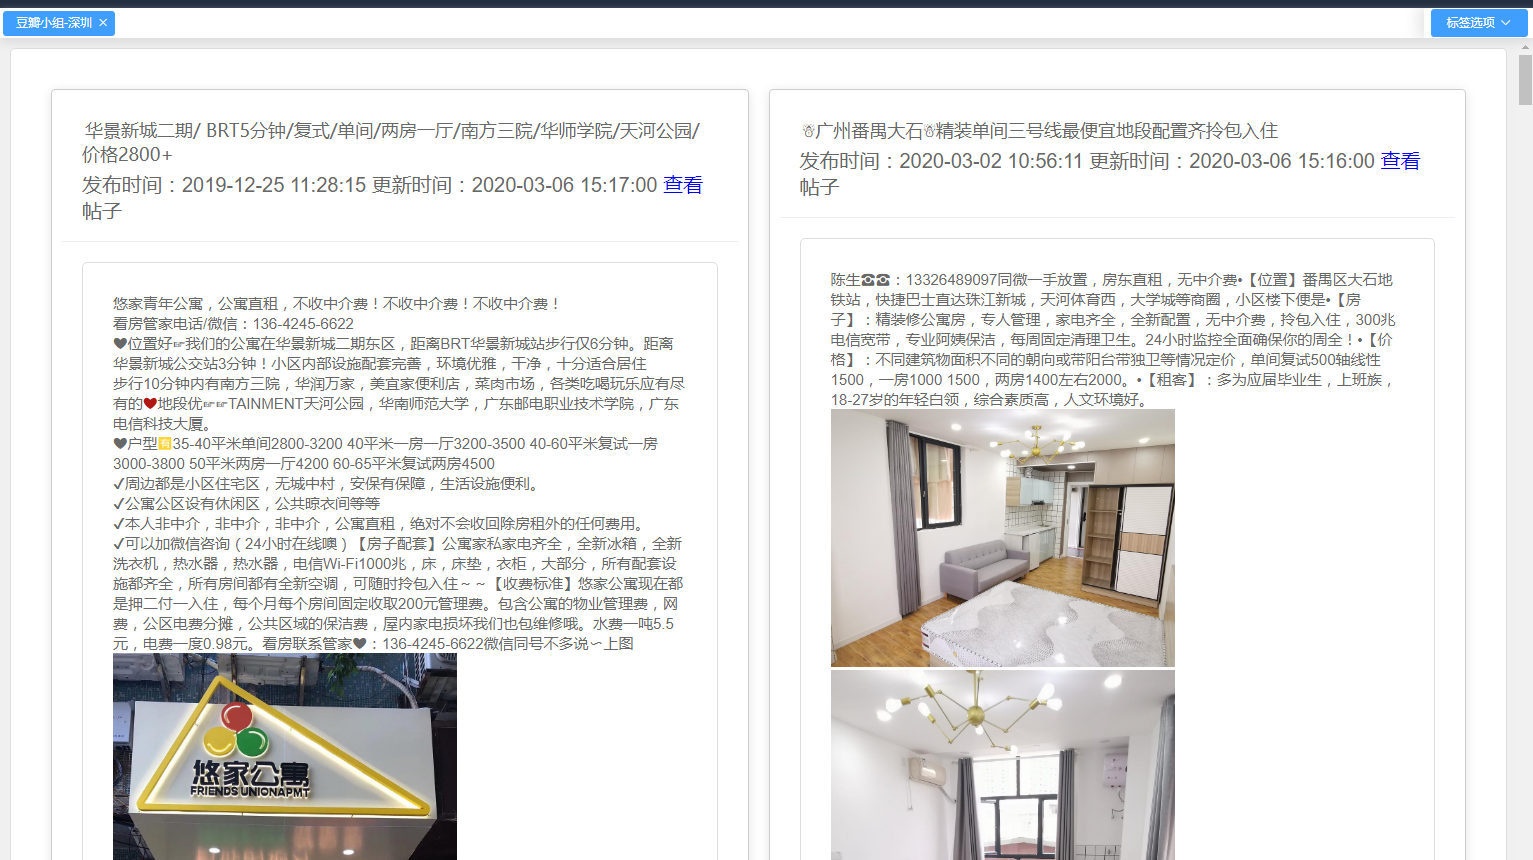 豆瓣小组-深圳 ×
标签选项
华景新城二期/ BRT5分钟/复式/单间/两房一厅/南方三院/华师学院/天河公园/
价格2800+
发布时间：2019-12-25 11:28:15 更新时间：2020-03-06 15:17:00 查看
帖子
悠家青年公寓，公寓直租，不收中介费！不收中介费！不收中介费！
看房管家电话/微信：136-4245-6622
♥位置好☞我们的公寓在华景新城二期东区，距离BRT华景新城站步行仅6分钟。距离
华景新城公交站3分钟！小区内部设施配套完善，环境优雅，干净，十分适合居住
步行10分钟内有南方三院，华润万家，美宜家便利店，菜肉市场，各类吃喝玩乐应有尽
有的♥地段优☞☞TAINMENT天河公园，华南师范大学，广东邮电职业技术学院，广东
电信科技大厦。
♥户型🈶35-40平米单间2800-3200 40平米一房一厅3200-3500 40-60平米复试一房
3000-3800 50平米两房一厅4200 60-65平米复试两房4500
✓周边都是小区住宅区，无城中村，安保有保障，生活设施便利。
✓公寓公区设有休闲区，公共晾衣间等等
✓本人非中介，非中介，非中介，公寓直租，绝对不会收回除房租外的任何费用。
✓可以加微信咨询（24小时在线噢）【房子配套】公寓家私家电齐全，全新冰箱，全新
洗衣机，热水器，热水器，电信Wi-Fi1000兆，床，床垫，衣柜，大部分，所有配套设
施都齐全，所有房间都有全新空调，可随时拎包入住～～【收费标准】悠家公寓现在都
是押二付一入住，每个月每个房间固定收取200元管理费。包含公寓的物业管理费，网
费，公区电费分摊，公共区域的保洁费，屋内家电损坏我们也包维修哦。水费一吨5.5
元，电费一度0.98元。看房联系管家♥：136-4245-6622微信同号不多说∽上图
悠家公寓
FRIENDS UNIONAPMT
☃广州番禺大石☃精装单间三号线最便宜地段配置齐拎包入住
发布时间：2020-03-02 10:56:11 更新时间：2020-03-06 15:16:00 查看
帖子
陈生☎☎：13326489097同微一手放置，房东直租，无中介费•【位置】番禺区大石地
铁站，快捷巴士直达珠江新城，天河体育西，大学城等商圈，小区楼下便是•【房
子】：精装修公寓房，专人管理，家电齐全，全新配置，无中介费，拎包入住，300兆
电信宽带，专业阿姨保洁，每周固定清理卫生。24小时监控全面确保你的周全！•【价
格】：不同建筑物面积不同的朝向或带阳台带独卫等情况定价，单间复试500轴线性
1500，一房1000 1500，两房1400左右2000。•【租客】：多为应届毕业生，上班族，
18-27岁的年轻白领，综合素质高，人文环境好。